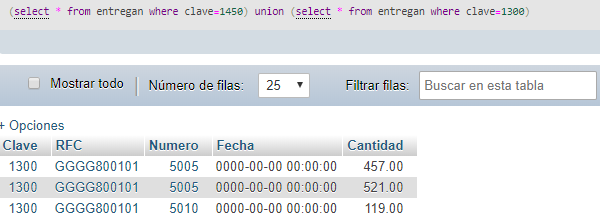 (select * from entregan where clave=1450) union (select * from entregan where clave=1300)
Mostrar todo Número de filas: 25 Filtrar filas: Buscar en esta tabla
+ Opciones
Clave RFC Numero Fecha Cantidad
1300 GGGG800101 5005 0000-00-00 00:00:00 457.00
1300 GGGG800101 5005 0000-00-00 00:00:00 521.00
1300 GGGG800101 5010 0000-00-00 00:00:00 119.00